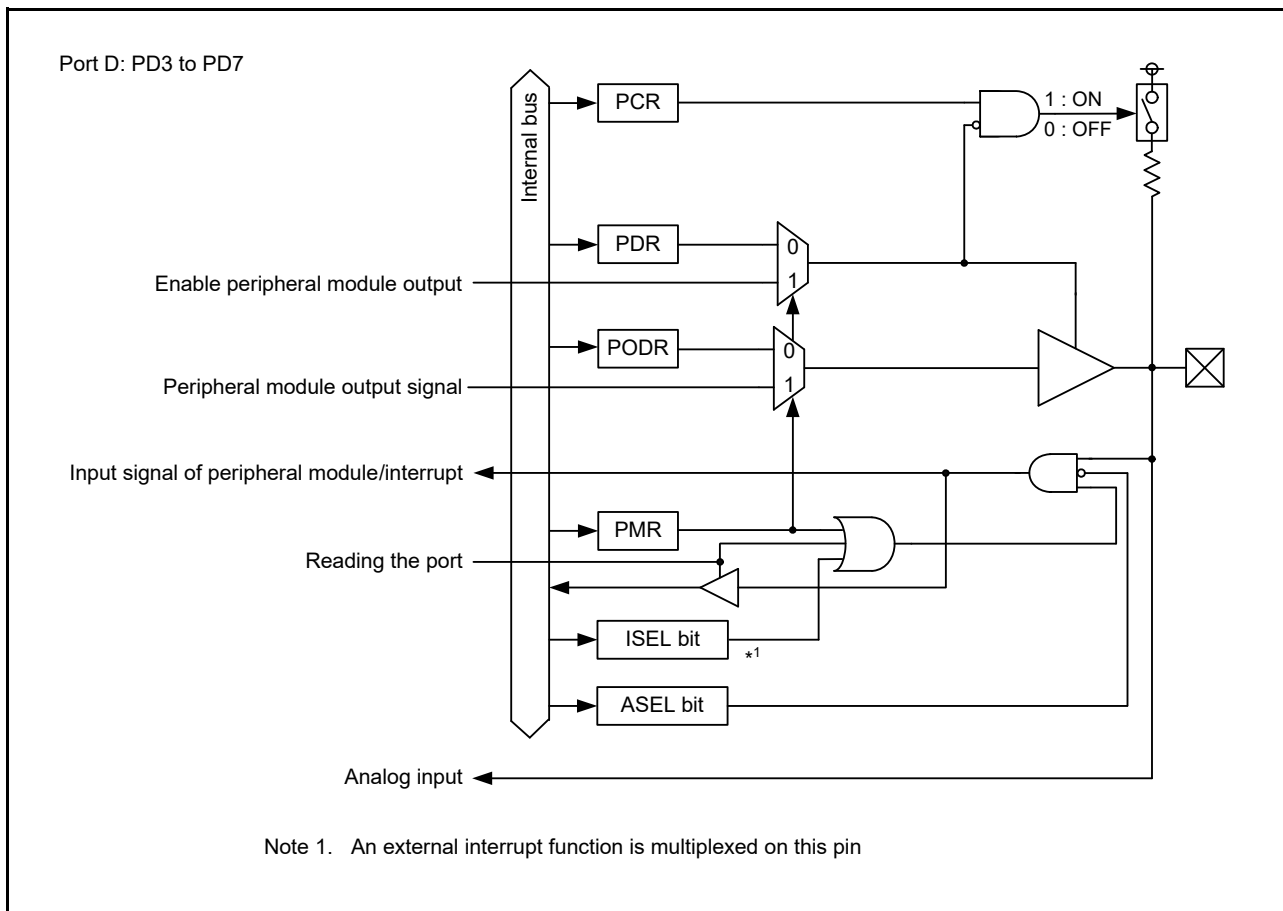 Port D: PD3 to PD7
Internal bus
PCR
1 : ON
0 : OFF
PDR
0
Enable peripheral module output
1
PODR
0
Peripheral module output signal
1
Input signal of peripheral module/interrupt
PMR
Reading the port
ISEL bit
*1
ASEL bit
Analog input
Note 1. An external interrupt function is multiplexed on this pin